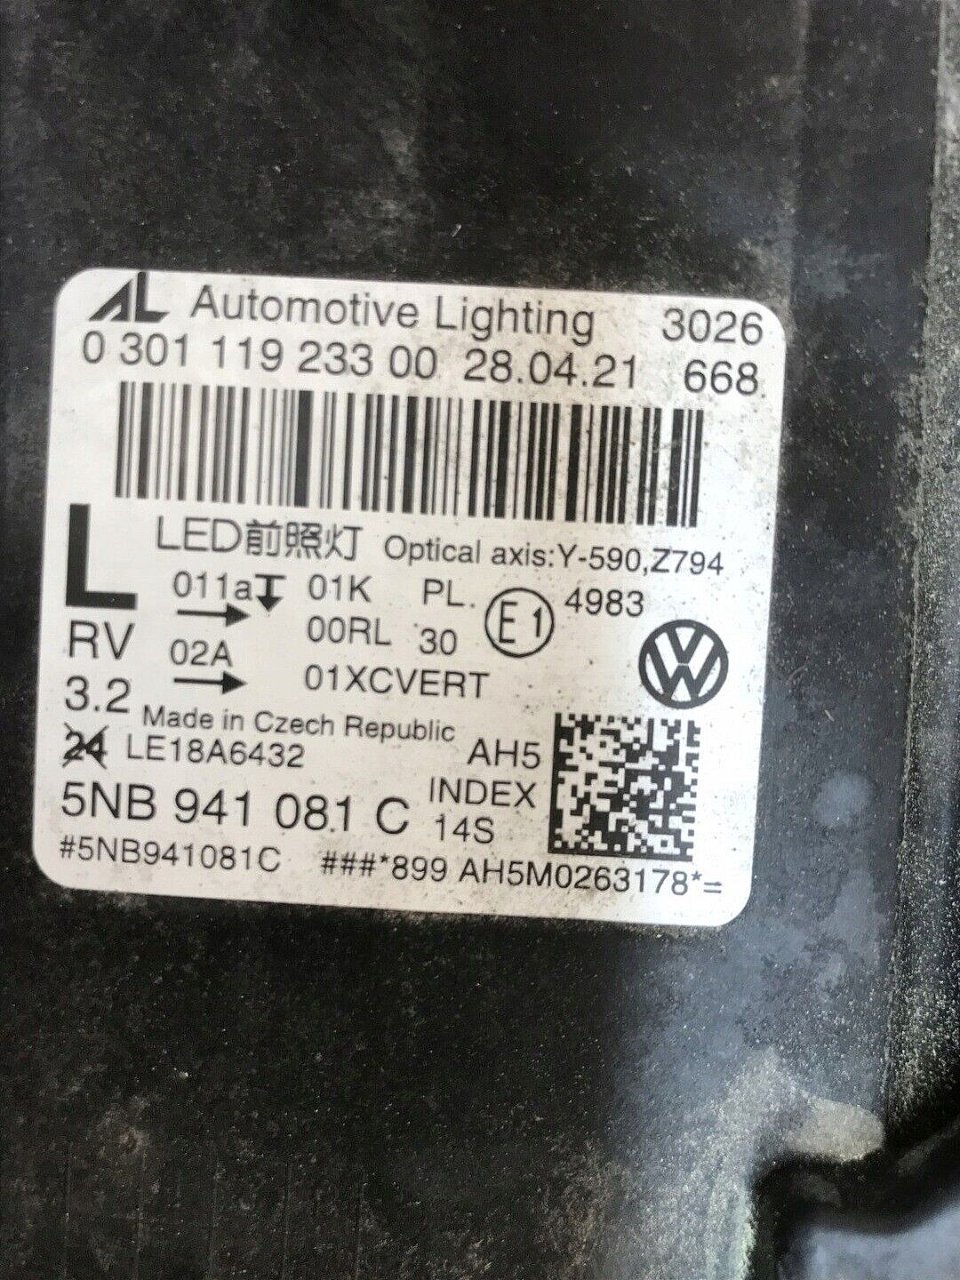 AL Automotive Lighting 3026
0 301 119 233 00 28.04.21 668
L LED前照灯 Optical axis:Y-590,Z794
011a 01K PL. E1 4983
RV 02A 00RL 30
3.2 01XCVERT
Made in Czech Republic
24 LE18A6432 AH5
5NB 941 081 C INDEX
14S
#5NB941081C ###*899 AH5M0263178*=